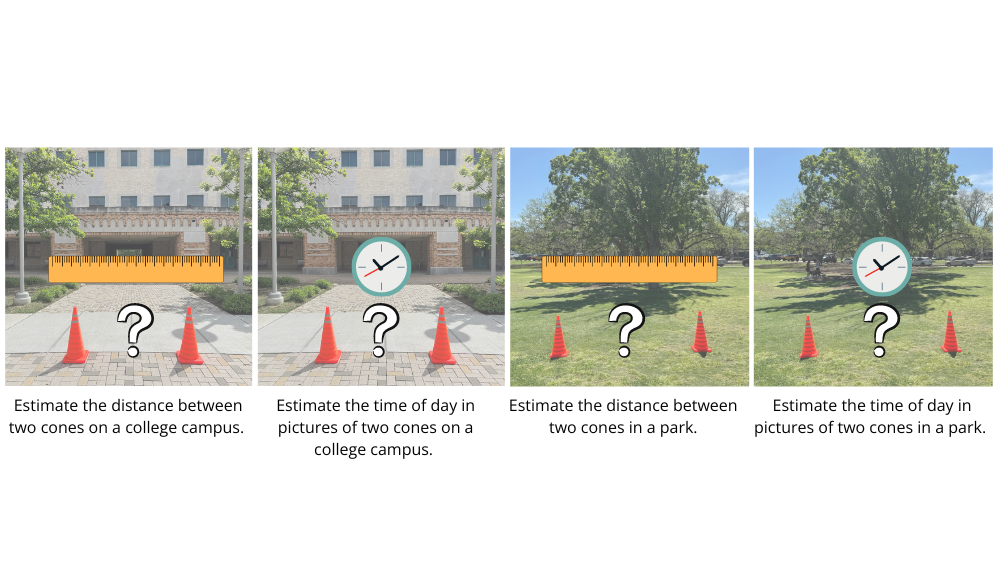 ?
?
?
?
Estimate the distance between
two cones on a college campus.
Estimate the time of day in
pictures of two cones on a
college campus.
Estimate the distance between
two cones in a park.
Estimate the time of day in
pictures of two cones in a park.